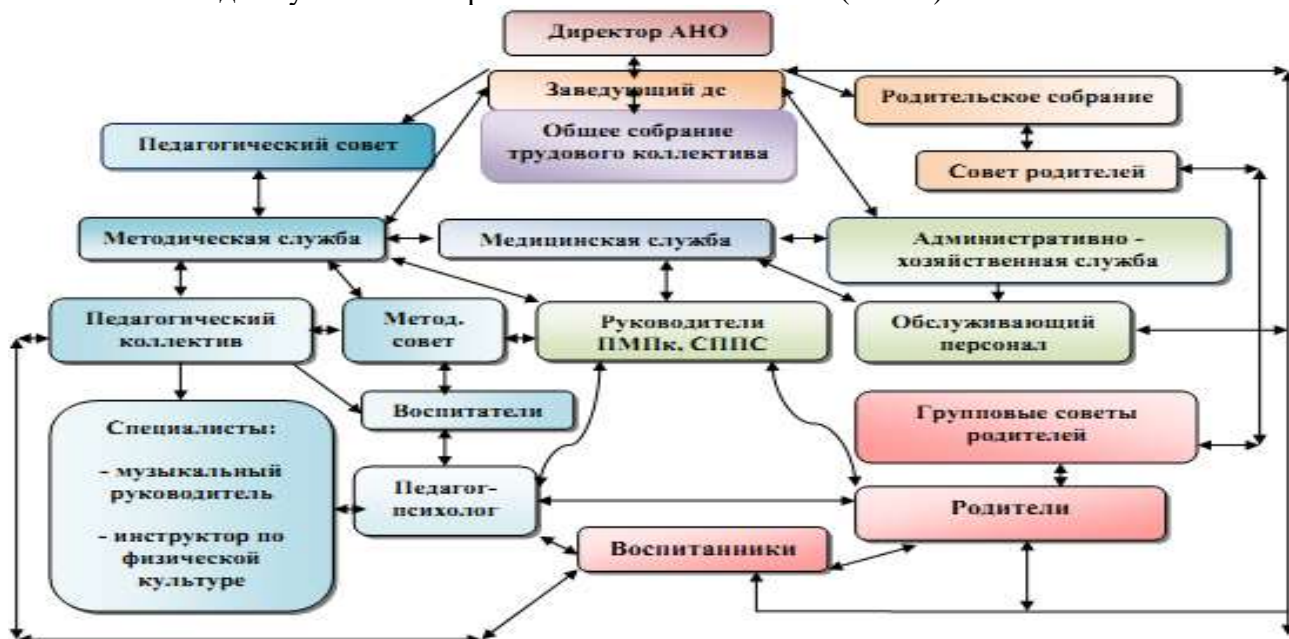 Директор АНО
Заведующий дс
Родительское собрание
Общее собрание
трудового коллектива
Педагогический совет
Совет родителей
Методическая служба
Медицинская служба
Административно -
хозяйственная служба
Педагогический
коллектив
Метод.
совет
Руководители
ПМПк, СППС
Обслуживающий
персонал
Воспитатели
Групповые советы
родителей
Специалисты:
- музыкальный
руководитель
- инструктор по
физической
культуре
Педагог-
психолог
Родители
Воспитанники